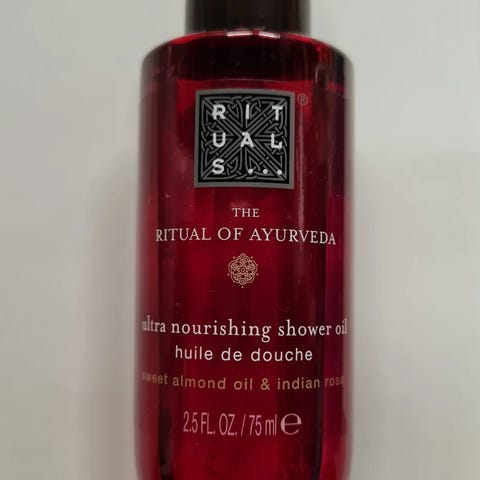 RIT
UAL
S...
®
THE
RITUAL OF AYURVEDA
ultra nourishing shower oil
huile de douche
sweet almond oil & indian rose
2.5 FL. OZ. / 75 ml ℮